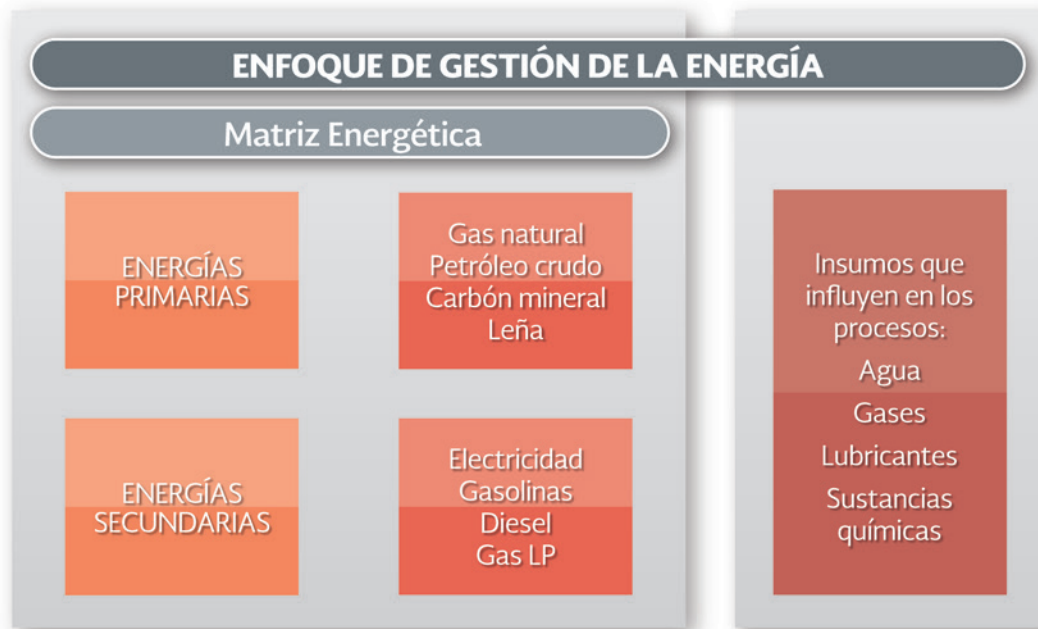 ENFOQUE DE GESTIÓN DE LA ENERGÍA
Matriz Energética
ENERGÍAS
PRIMARIAS
Gas natural
Petróleo crudo
Carbón mineral
Leña
ENERGÍAS
SECUNDARIAS
Electricidad
Gasolinas
Diesel
Gas LP
Insumos que
influyen en los
procesos:
Agua
Gases
Lubricantes
Sustancias
químicas